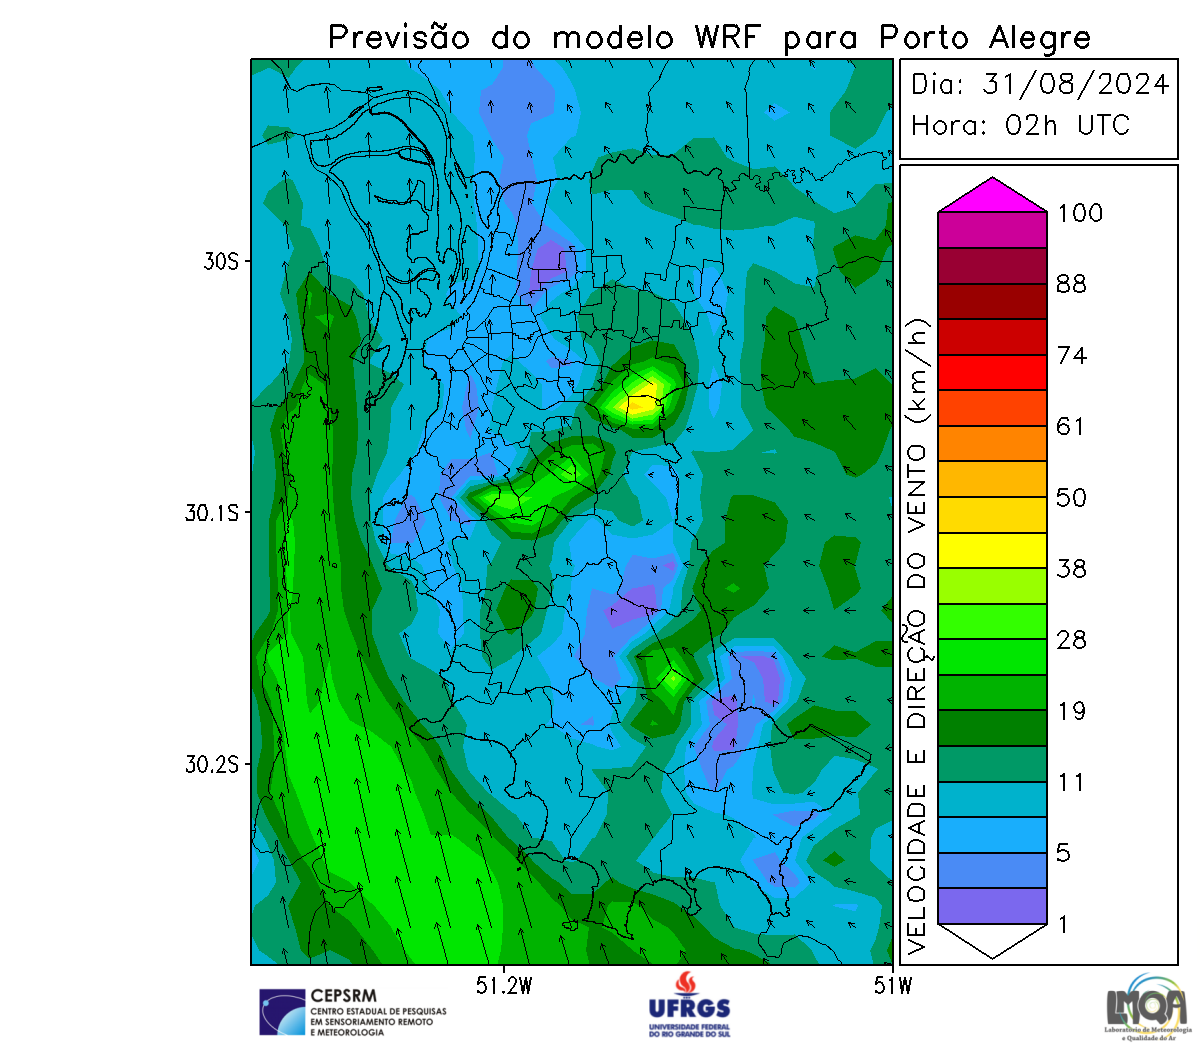 Previsão do modelo WRF para Porto Alegre
Dia: 31/08/2024
Hora: 02h UTC
30S
30.1S
30.2S
51.2W
51W
VELOCIDADE E DIREÇÃO DO VENTO (km/h)
100
88
74
61
50
38
28
19
11
5
1
CEPSRM
CENTRO ESTADUAL DE PESQUISAS
EM SENSORIAMENTO REMOTO
E METEOROLOGIA
UFRGS
UNIVERSIDADE FEDERAL
DO RIO GRANDE DO SUL
LMQA
Laboratório de Meteorologia
e Qualidade do Ar